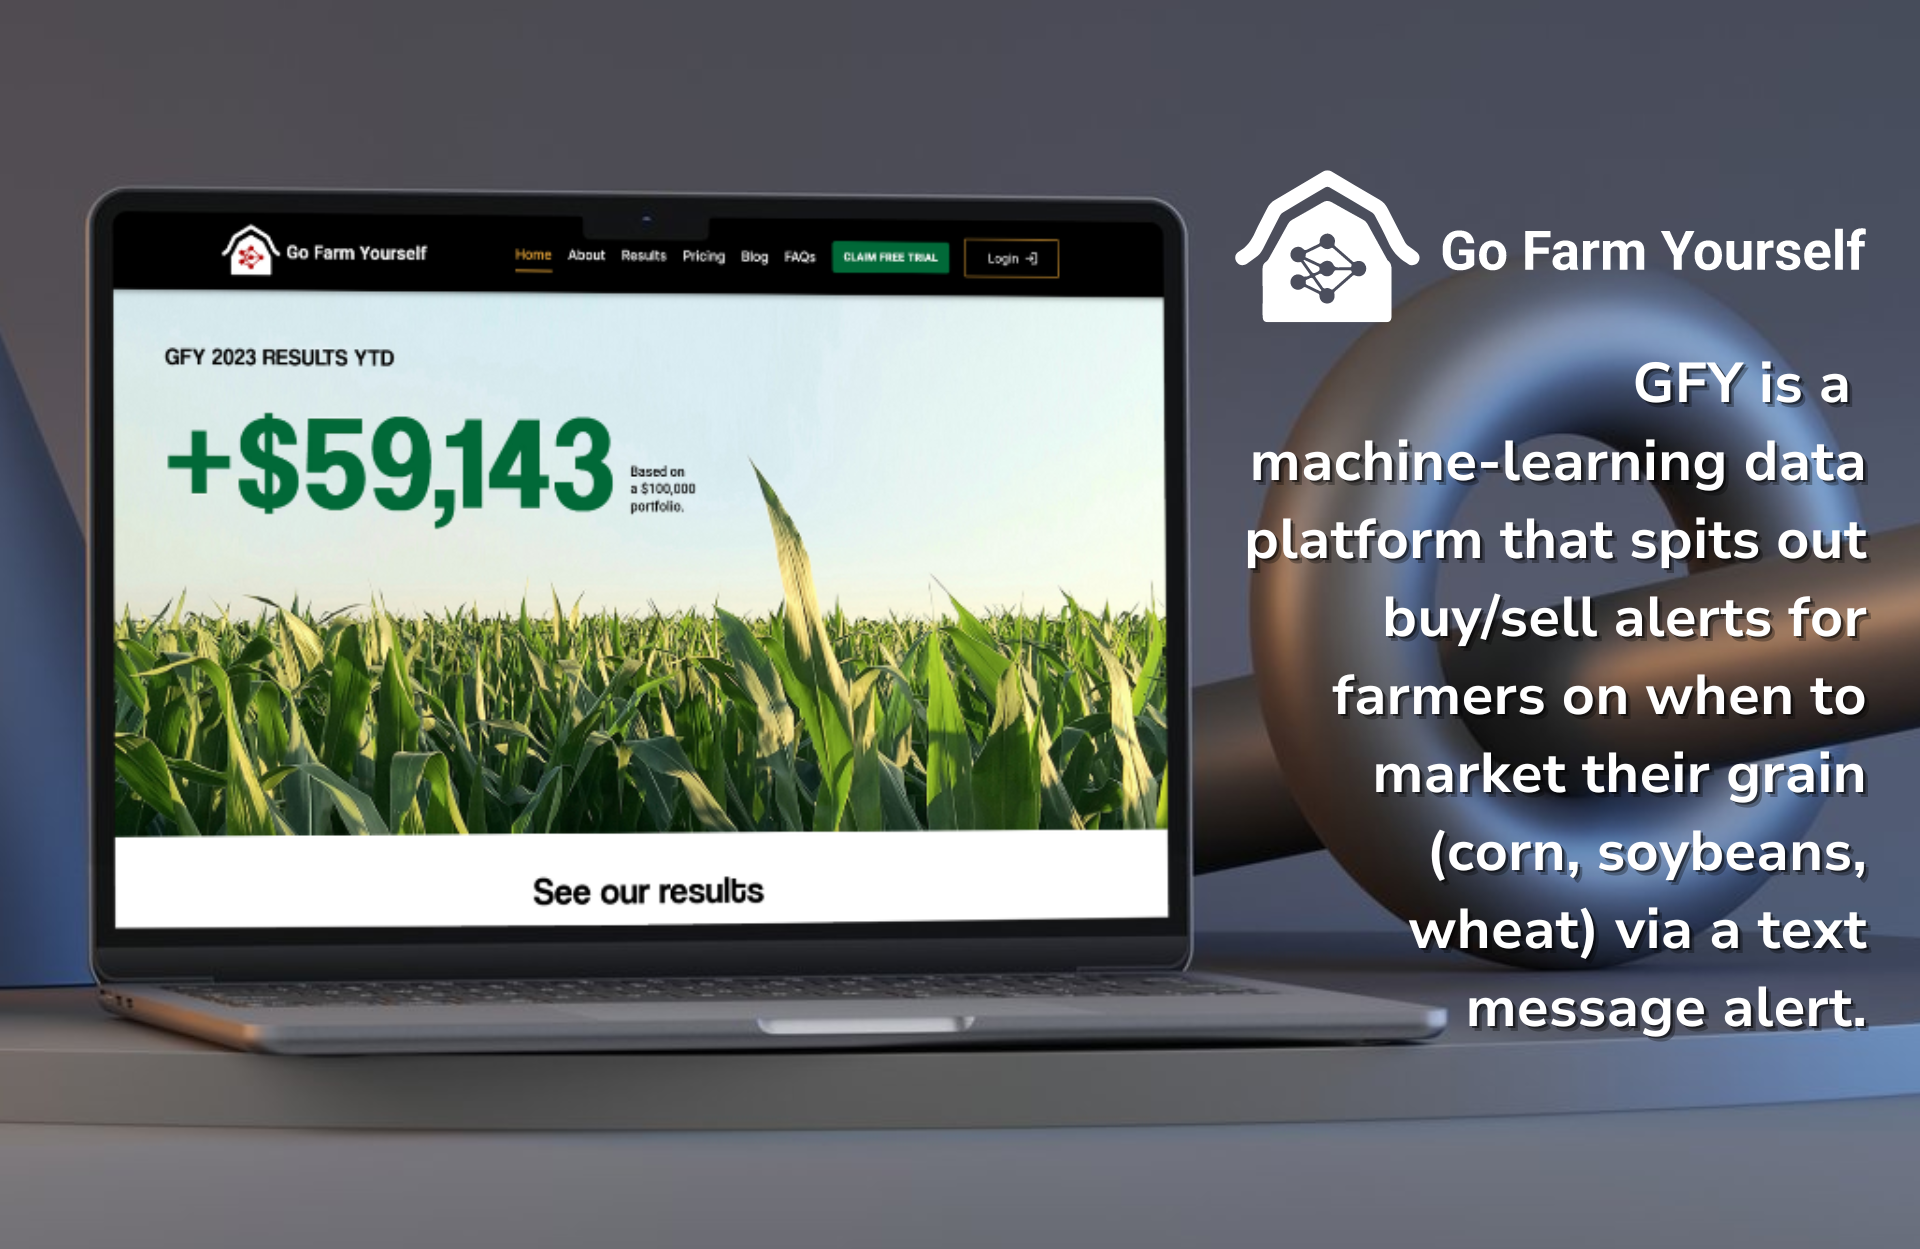 Go Farm Yourself
Home About Results Pricing Blog FAQs CLAIM FREE TRIAL Login
GFY 2023 RESULTS YTD
+$59,143
Based on
a $100,000
portfolio.
See our results
Go Farm Yourself
GFY is a
machine-learning data
platform that spits out
buy/sell alerts for
farmers on when to
market their grain
(corn, soybeans,
wheat) via a text
message alert.